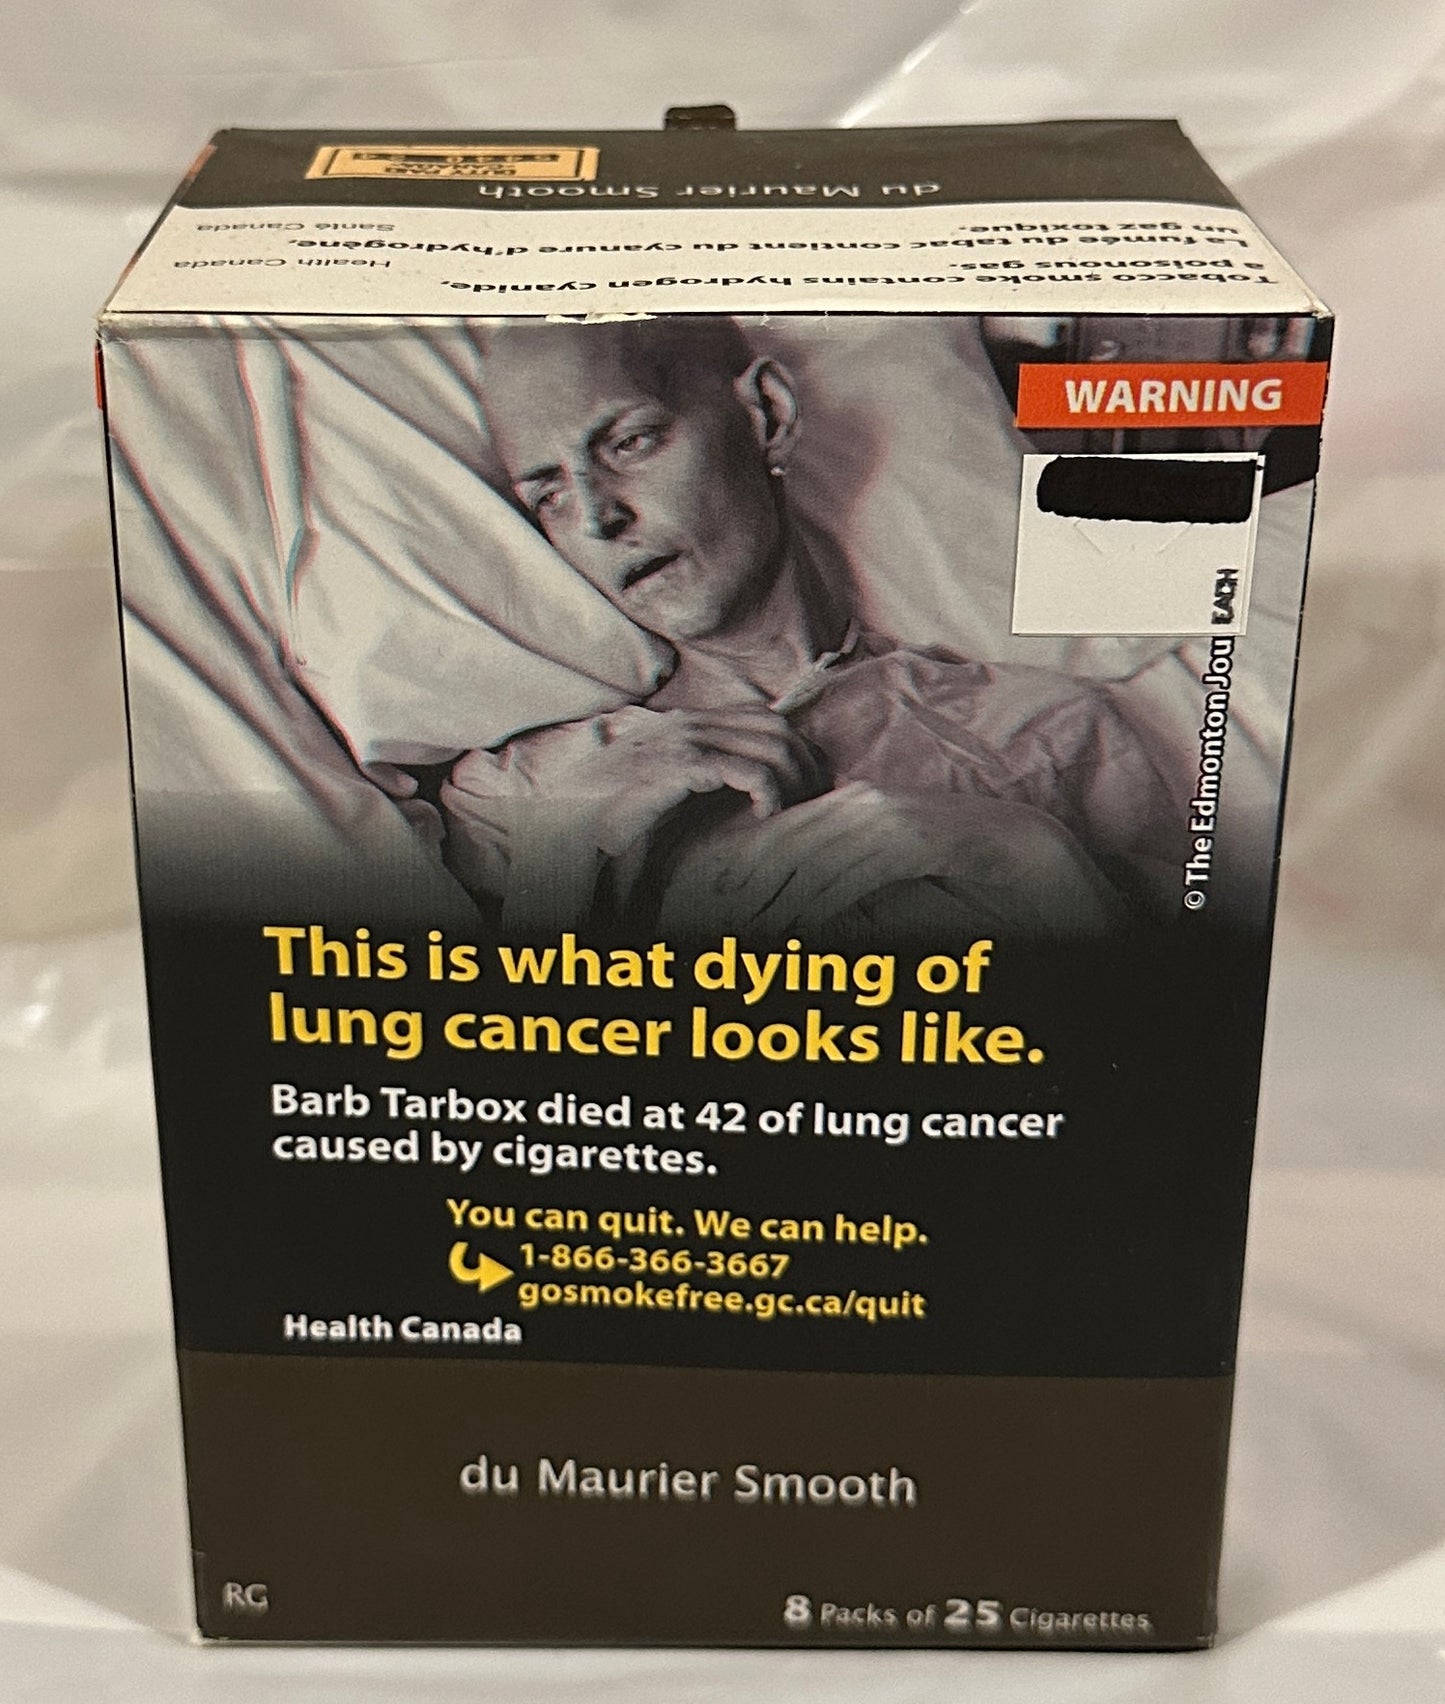 DUTY PAID
CANADA
du Maurier Smooth
un gaz toxique.
La fumée du tabac contient du cyanure d'hydrogène,
Santé Canada
a poisonous gas.
Tobacco smoke contains hydrogen cyanide,
Health Canada
WARNING
EACH
© The Edmonton Jou
This is what dying of
lung cancer looks like.
Barb Tarbox died at 42 of lung cancer
caused by cigarettes.
You can quit. We can help.
1-866-366-3667
gosmokefree.gc.ca/quit
Health Canada
du Maurier Smooth
RG
8 Packs of 25 Cigarettes